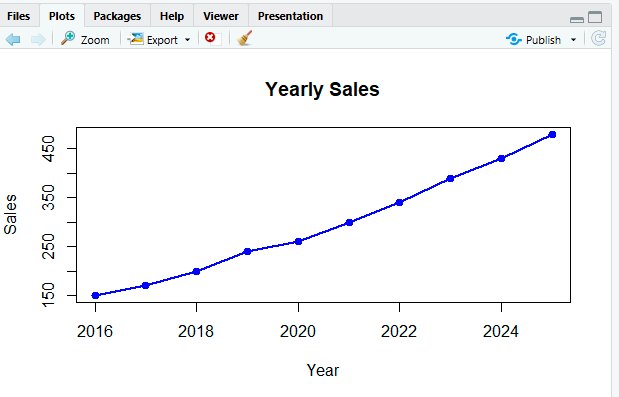 Files Plots Packages Help Viewer Presentation
Zoom Export Publish
Yearly Sales
450
350
250
150
Sales
2016 2018 2020 2022 2024
Year